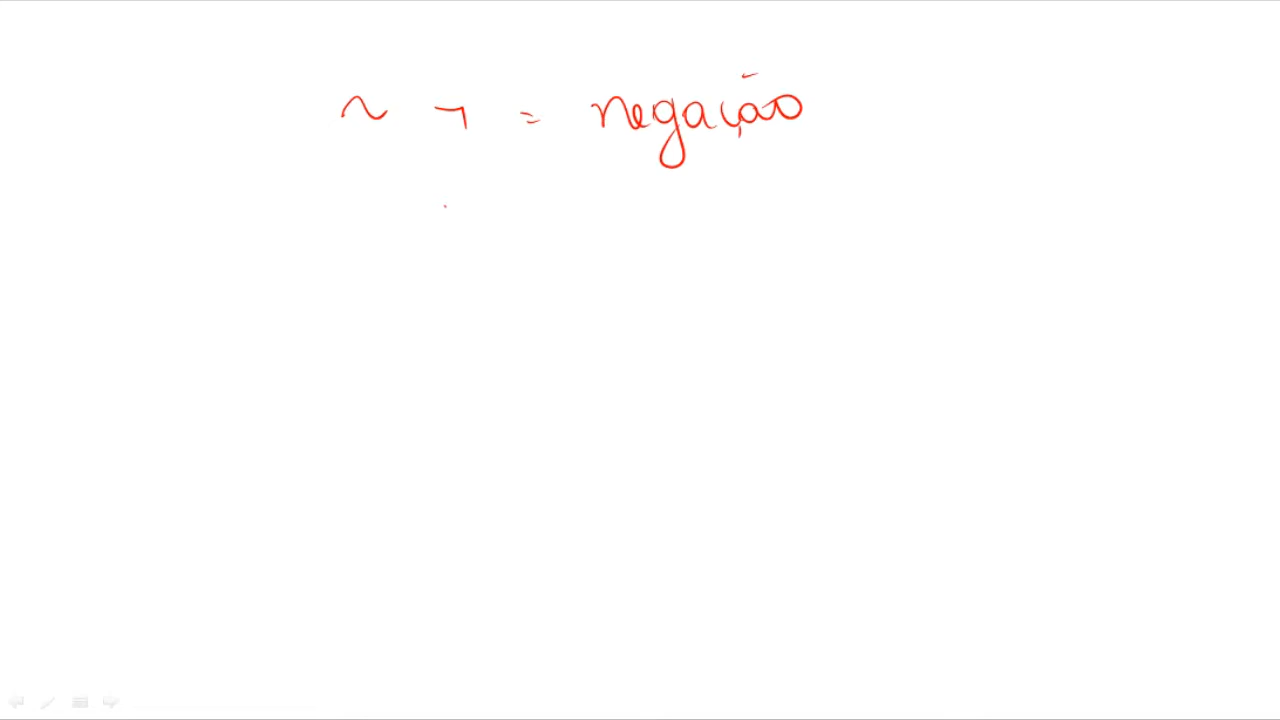 ~ ¬ = negação